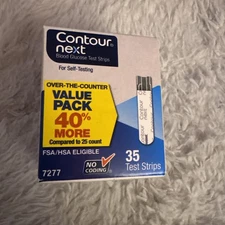 Contour
next
Blood Glucose Test Strips
For Self-Testing
OVER-THE-COUNTER
VALUE
PACK
40%
MORE
Compared to 25 count
FSA/HSA ELIGIBLE
NO
CODING
7277
35
Test Strips